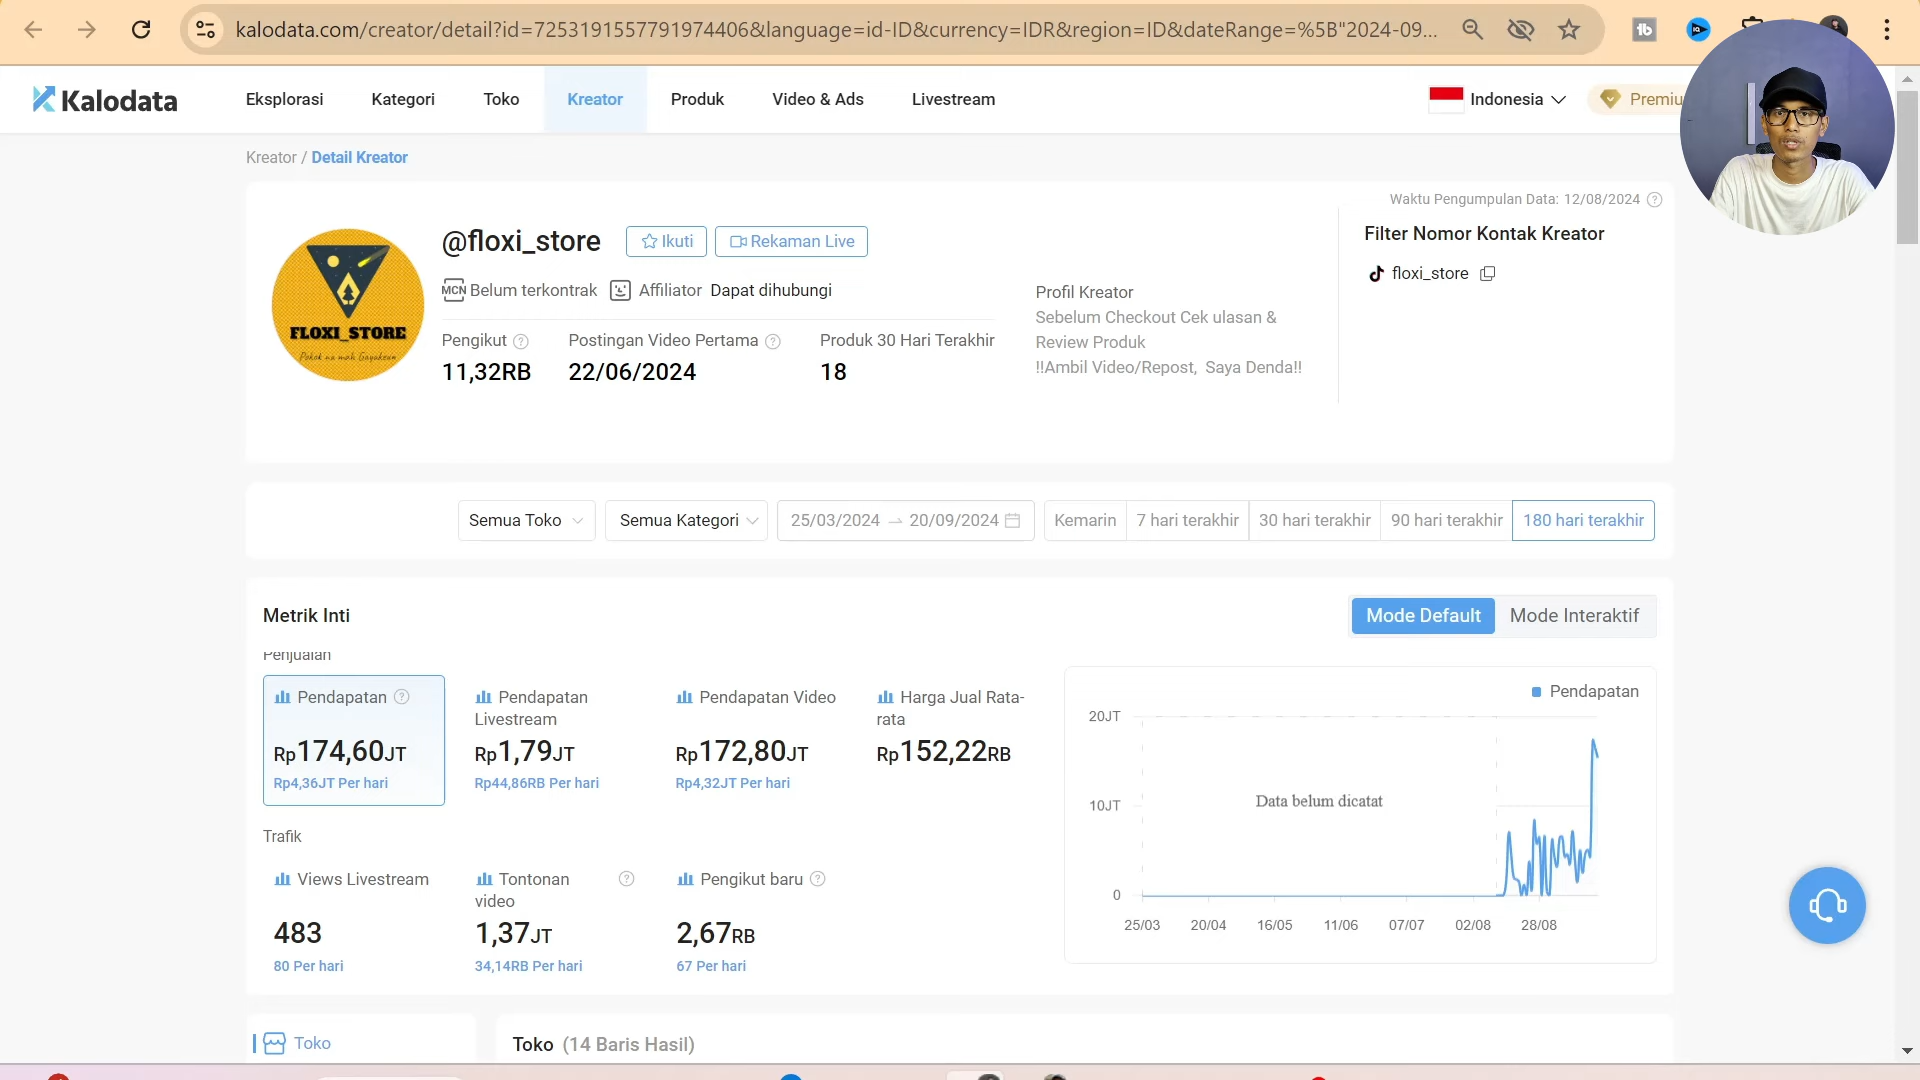 kalodata.com/creator/detail?id=7253191557791974406&language=id-ID&currency=IDR&region=ID&dateRange=%5B"2024-09...
Kalodata
Eksplorasi
Kategori
Toko
Kreator
Produk
Video & Ads
Livestream
Indonesia
Premiu
Kreator / Detail Kreator
Waktu Pengumpulan Data: 12/08/2024
FLOXI_STORE
@floxi_store
Ikuti
Rekaman Live
MCN Belum terkontrak
Affiliator Dapat dihubungi
Pengikut
11,32RB
Postingan Video Pertama
22/06/2024
Produk 30 Hari Terakhir
18
Profil Kreator
Sebelum Checkout Cek ulasan &
Review Produk
!!Ambil Video/Repost, Saya Denda!!
Filter Nomor Kontak Kreator
floxi_store
Semua Toko
Semua Kategori
25/03/2024 → 20/09/2024
Kemarin
7 hari terakhir
30 hari terakhir
90 hari terakhir
180 hari terakhir
Metrik Inti
Mode Default
Mode Interaktif
Penjualan
Pendapatan
Rp174,60JT
Rp4,36JT Per hari
Pendapatan
Livestream
Rp1,79JT
Rp44,86RB Per hari
Pendapatan Video
Rp172,80JT
Rp4,32JT Per hari
Harga Jual Rata-
rata
Rp152,22RB
Trafik
Views Livestream
483
80 Per hari
Tontonan
video
1,37JT
34,14RB Per hari
Pengikut baru
2,67RB
67 Per hari
Pendapatan
20JT
10JT
0
Data belum dicatat
25/03
20/04
16/05
11/06
07/07
02/08
28/08
Toko
Toko (14 Baris Hasil)